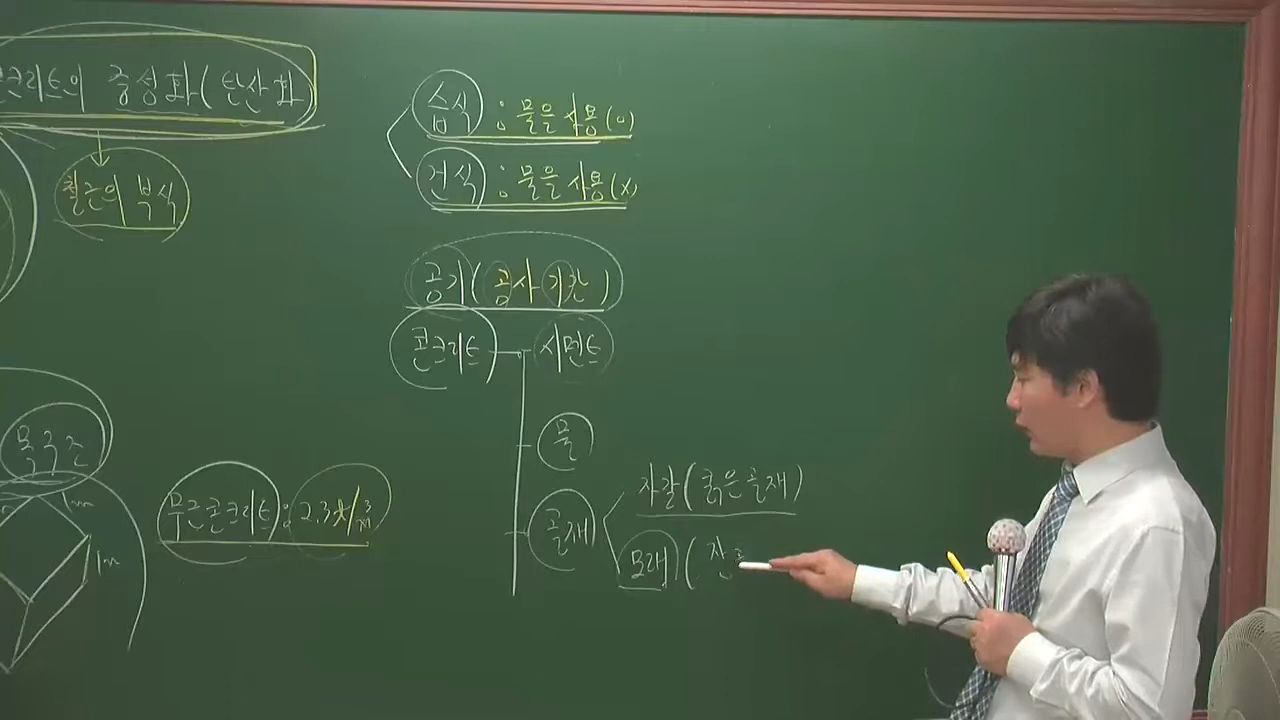 크리트의 중성화(탄산화
철근의 부식
습식 : 물을 사용(o)
건식 : 물을 사용(x)
공기(공사기간)
콘크리트 시멘트
물
골재
자갈(굵은골재)
모래(잔
목구조
1m
1m
무근콘크리트 : 2.3t/m³